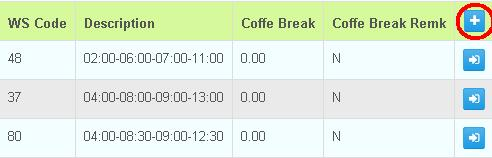 WS Code Description Coffe Break Coffe Break Remk
48 02:00-06:00-07:00-11:00 0.00 N
37 04:00-08:00-09:00-13:00 0.00 N
80 04:00-08:30-09:00-12:30 0.00 N